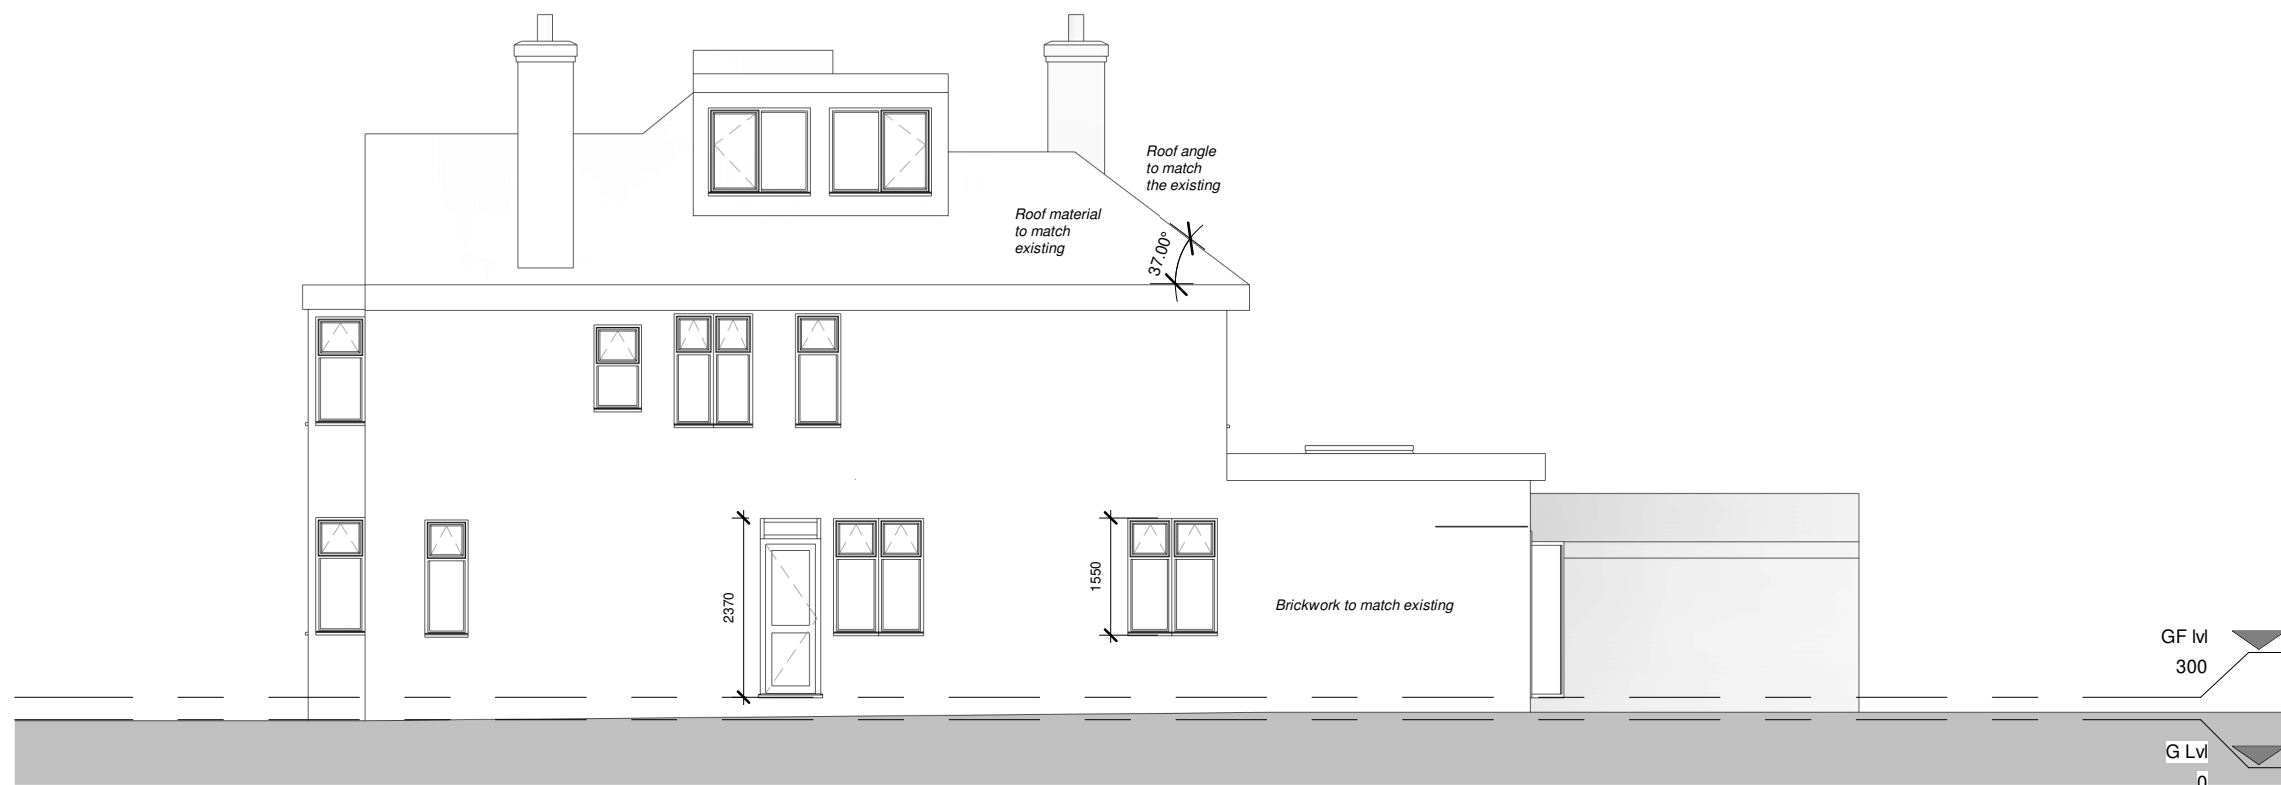 Roof angle
to match
the existing
Roof material
to match
existing
37.00°
2370
1550
Brickwork to match existing
GF lvl
300
G Lvl
0